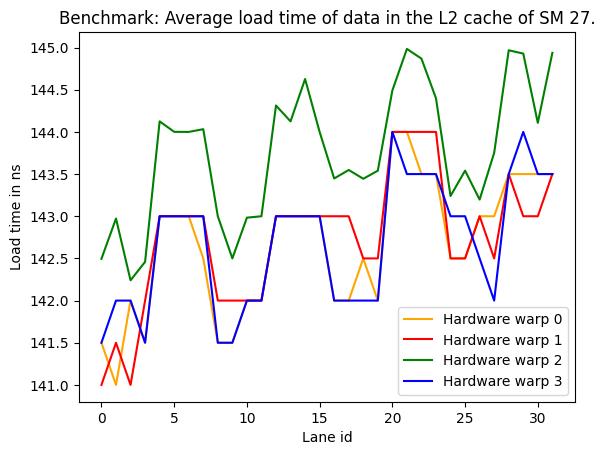 Benchmark: Average load time of data in the L2 cache of SM 27.
145.0
144.5
144.0
143.5
143.0
142.5
142.0
141.5
141.0
Load time in ns
0 5 10 15 20 25 30
Lane id
Hardware warp 0
Hardware warp 1
Hardware warp 2
Hardware warp 3